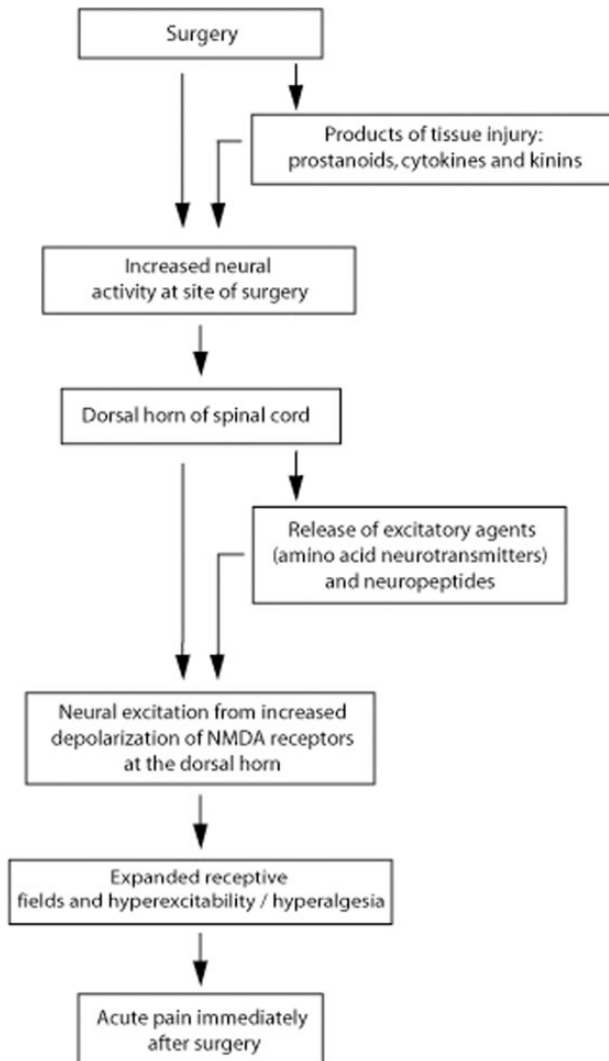 Surgery
Products of tissue injury:
prostanoids, cytokines and kinins
Increased neural
activity at site of surgery
Dorsal horn of spinal cord
Release of excitatory agents
(amino acid neurotransmitters)
and neuropeptides
Neural excitation from increased
depolarization of NMDA receptors
at the dorsal horn
Expanded receptive
fields and hyperexcitability / hyperalgesia
Acute pain immediately
after surgery